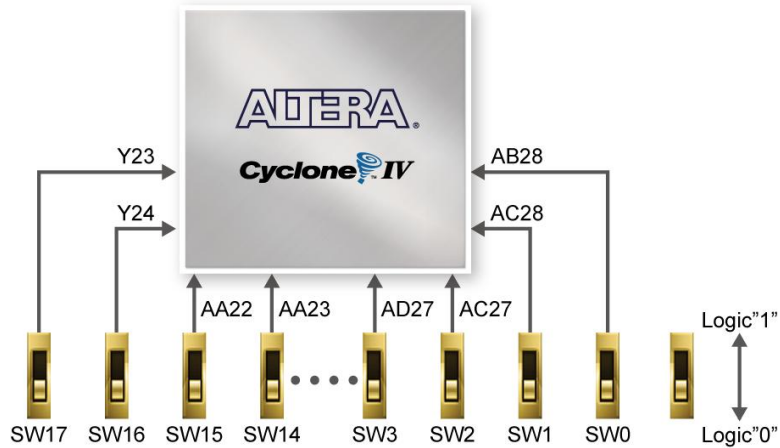 ALTERA®
Cyclone™ IV
Y23
AB28
Y24
AC28
AA22
AA23
AD27
AC27
Logic"1"
SW17
SW16
SW15
SW14
SW3
SW2
SW1
SW0
Logic"0"